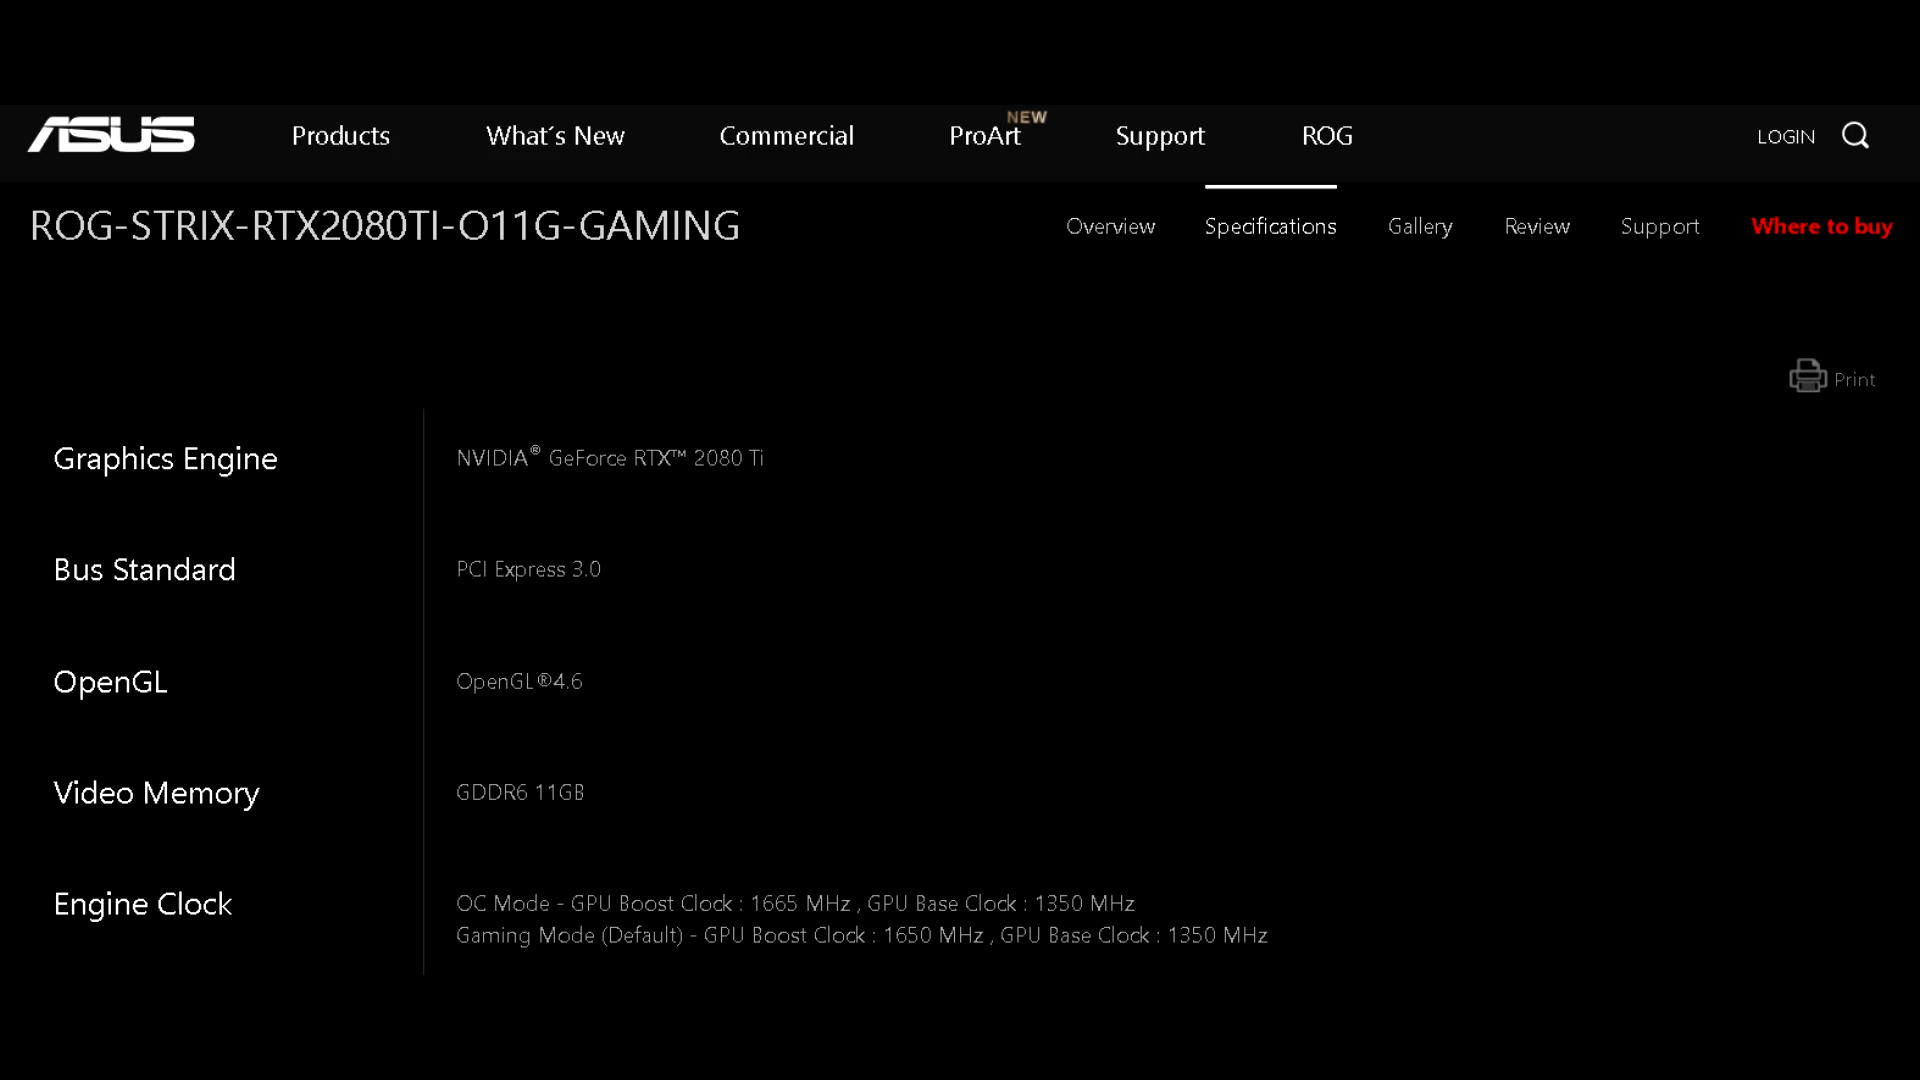 ASUS Products What´s New Commercial ProArt NEW Support ROG LOGIN
ROG-STRIX-RTX2080TI-O11G-GAMING Overview Specifications Gallery Review Support Where to buy
Print
Graphics Engine NVIDIA® GeForce RTX™ 2080 Ti
Bus Standard PCI Express 3.0
OpenGL OpenGL®4.6
Video Memory GDDR6 11GB
Engine Clock OC Mode - GPU Boost Clock : 1665 MHz , GPU Base Clock : 1350 MHz
Gaming Mode (Default) - GPU Boost Clock : 1650 MHz , GPU Base Clock : 1350 MHz